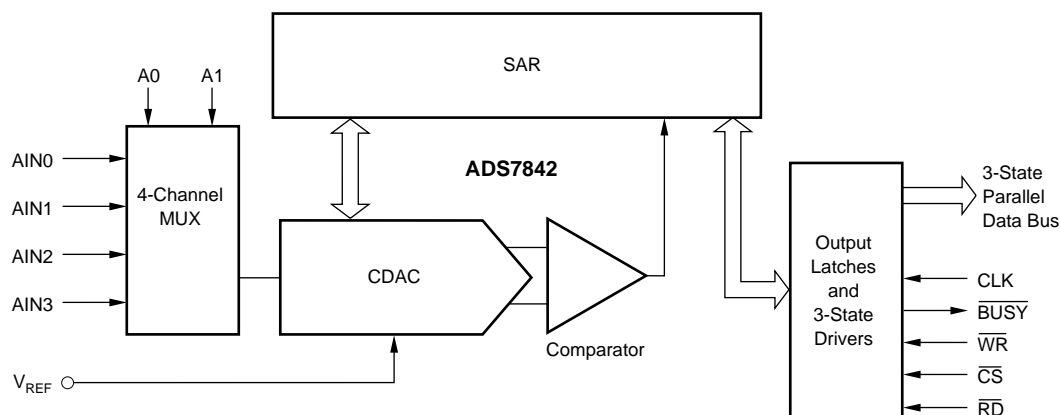 SAR
A0
A1
ADS7842
AIN0
AIN1
AIN2
AIN3
4-Channel
MUX
CDAC
Comparator
VREF
Output
Latches
and
3-State
Drivers
3-State
Parallel
Data Bus
CLK
BUSY
WR
CS
RD